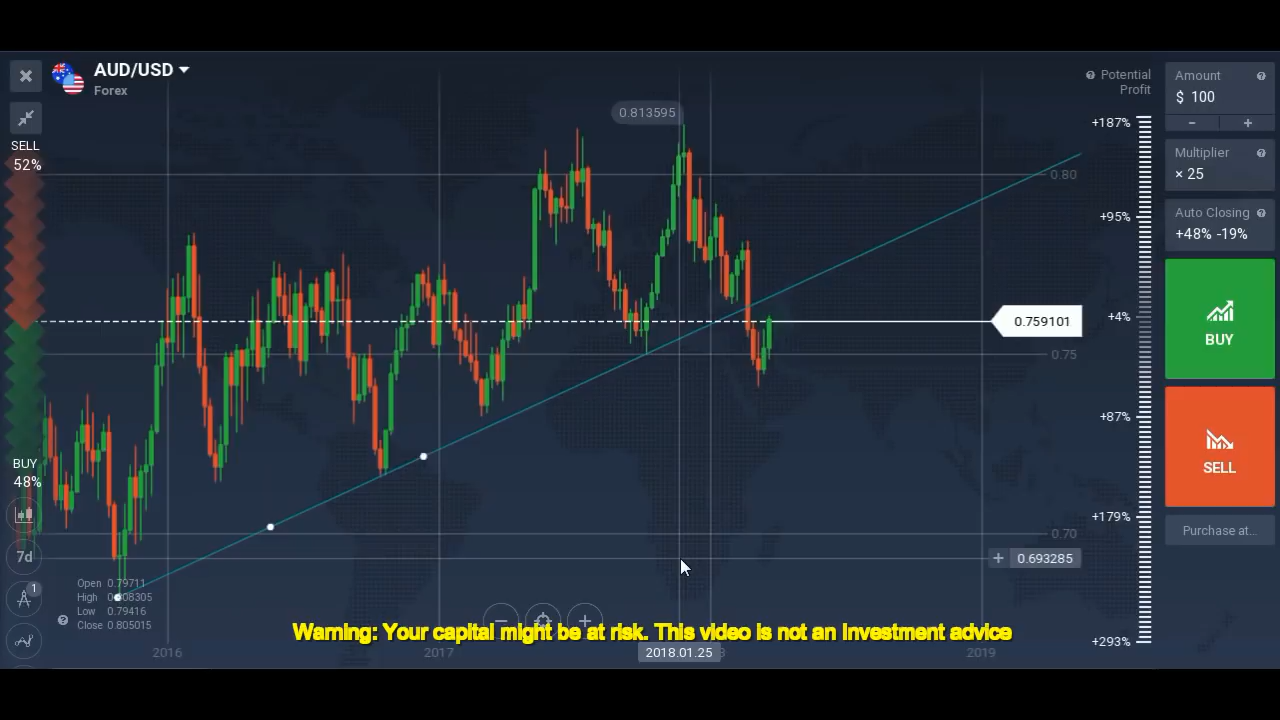 AUD/USD
Forex
SELL
52%
BUY
48%
7d
1
Open 0.79711
High 0.808305
Low 0.79416
Close 0.805015
0.813595
0.80
0.759101
0.75
0.70
0.693285
2016
2017
2018.01.25
2019
Potential
Profit
+187%
+95%
+4%
+87%
+179%
+293%
Amount
$ 100
- +
Multiplier
× 25
Auto Closing
+48% -19%
BUY
SELL
Purchase at...
Warning: Your capital might be at risk. This video is not an investment advice